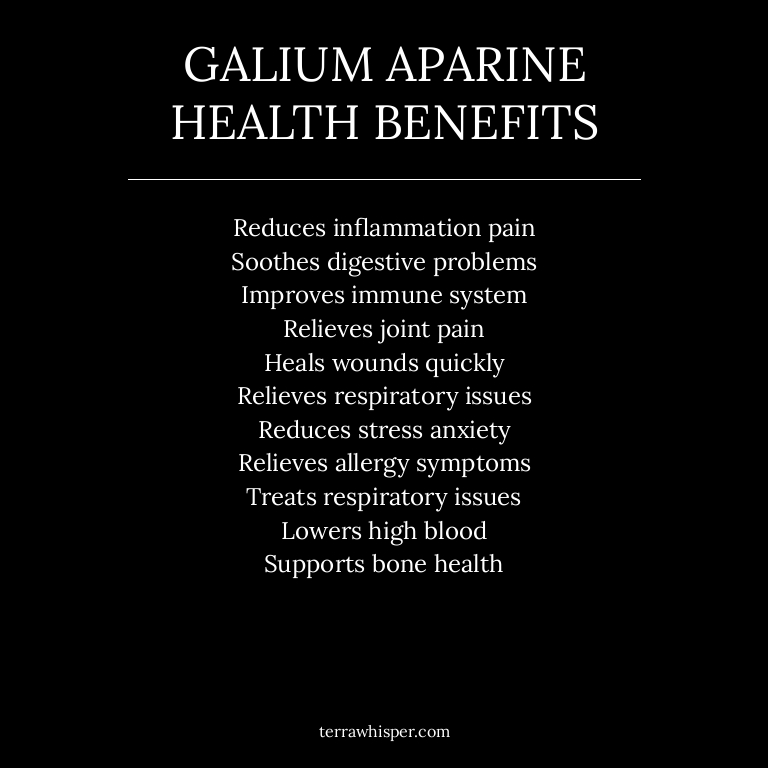 GALIUM APARINE
HEALTH BENEFITS
Reduces inflammation pain
Soothes digestive problems
Improves immune system
Relieves joint pain
Heals wounds quickly
Relieves respiratory issues
Reduces stress anxiety
Relieves allergy symptoms
Treats respiratory issues
Lowers high blood
Supports bone health
terrawhisper.com